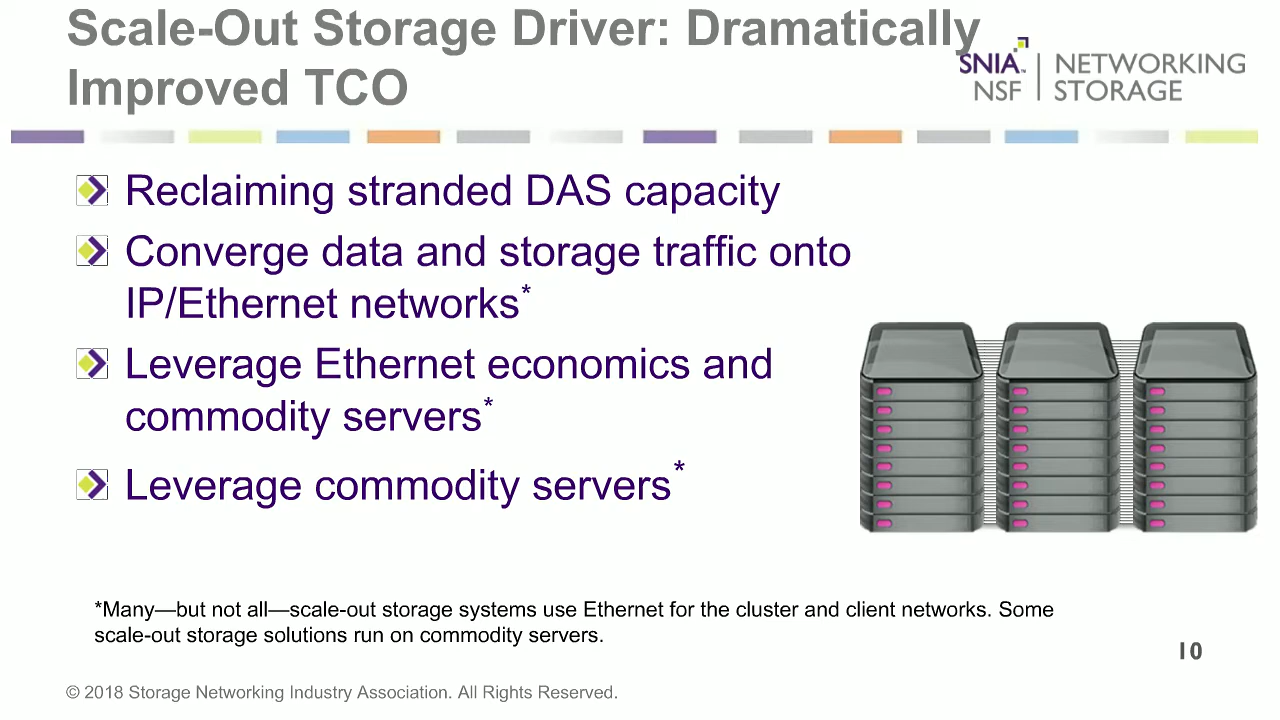 Scale-Out Storage Driver: Dramatically
Improved TCO
SNIA™ | NETWORKING
NSF | STORAGE
Reclaiming stranded DAS capacity
Converge data and storage traffic onto
IP/Ethernet networks*
Leverage Ethernet economics and
commodity servers*
Leverage commodity servers*
*Many—but not all—scale-out storage systems use Ethernet for the cluster and client networks. Some
scale-out storage solutions run on commodity servers.
10
© 2018 Storage Networking Industry Association. All Rights Reserved.